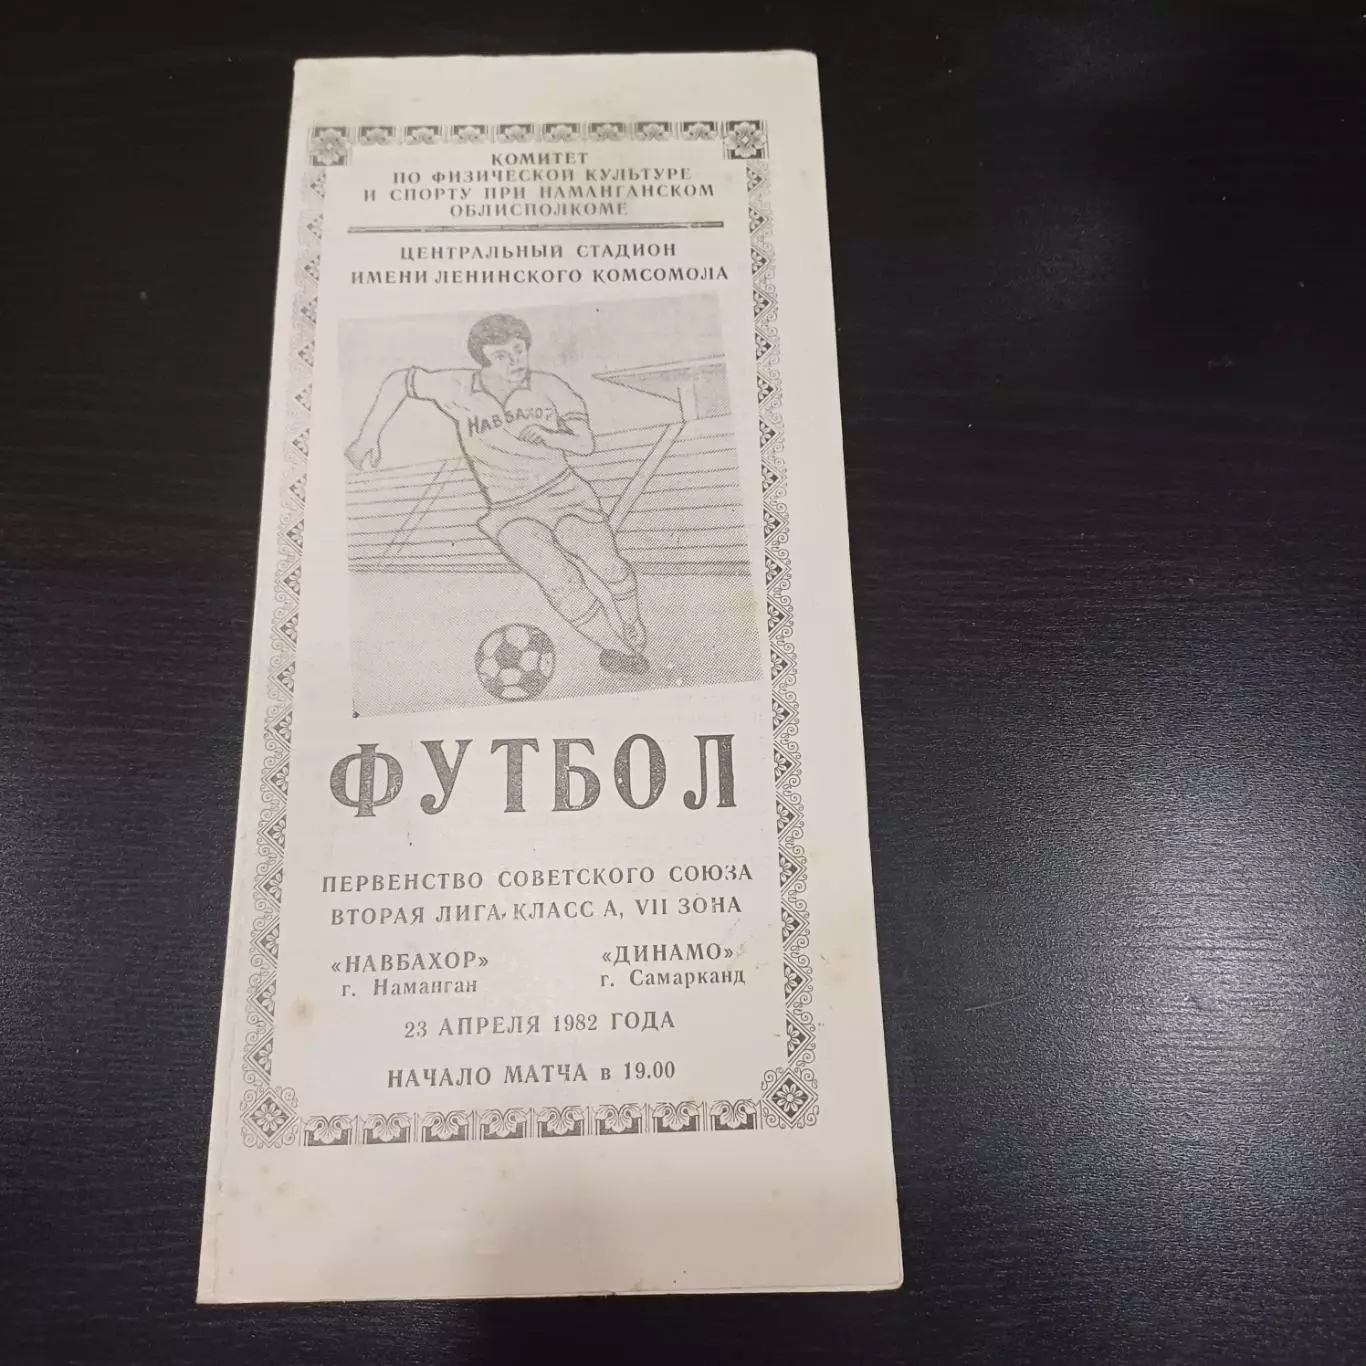 КОМИТЕТ
ПО ФИЗИЧЕСКОЙ КУЛЬТУРЕ
И СПОРТУ ПРИ НАМАНГАНСКОМ
ОБЛИСПОЛКОМЕ
ЦЕНТРАЛЬНЫЙ СТАДИОН
ИМЕНИ ЛЕНИНСКОГО КОМСОМОЛА
НАВБАХОР
ФУТБОЛ
ПЕРВЕНСТВО СОВЕТСКОГО СОЮЗА
ВТОРАЯ ЛИГА, КЛАСС А, VII ЗОНА
«НАВБАХОР» «ДИНАМО»
г. Наманган г. Самарканд
23 АПРЕЛЯ 1982 ГОДА
НАЧАЛО МАТЧА в 19.00